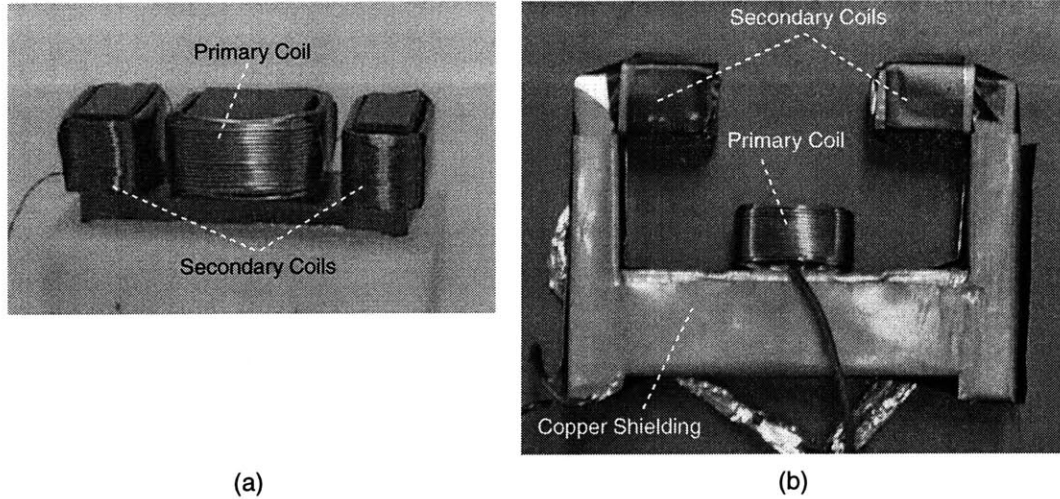 Primary Coil
Secondary Coils
(a)
Secondary Coils
Primary Coil
Copper Shielding
(b)